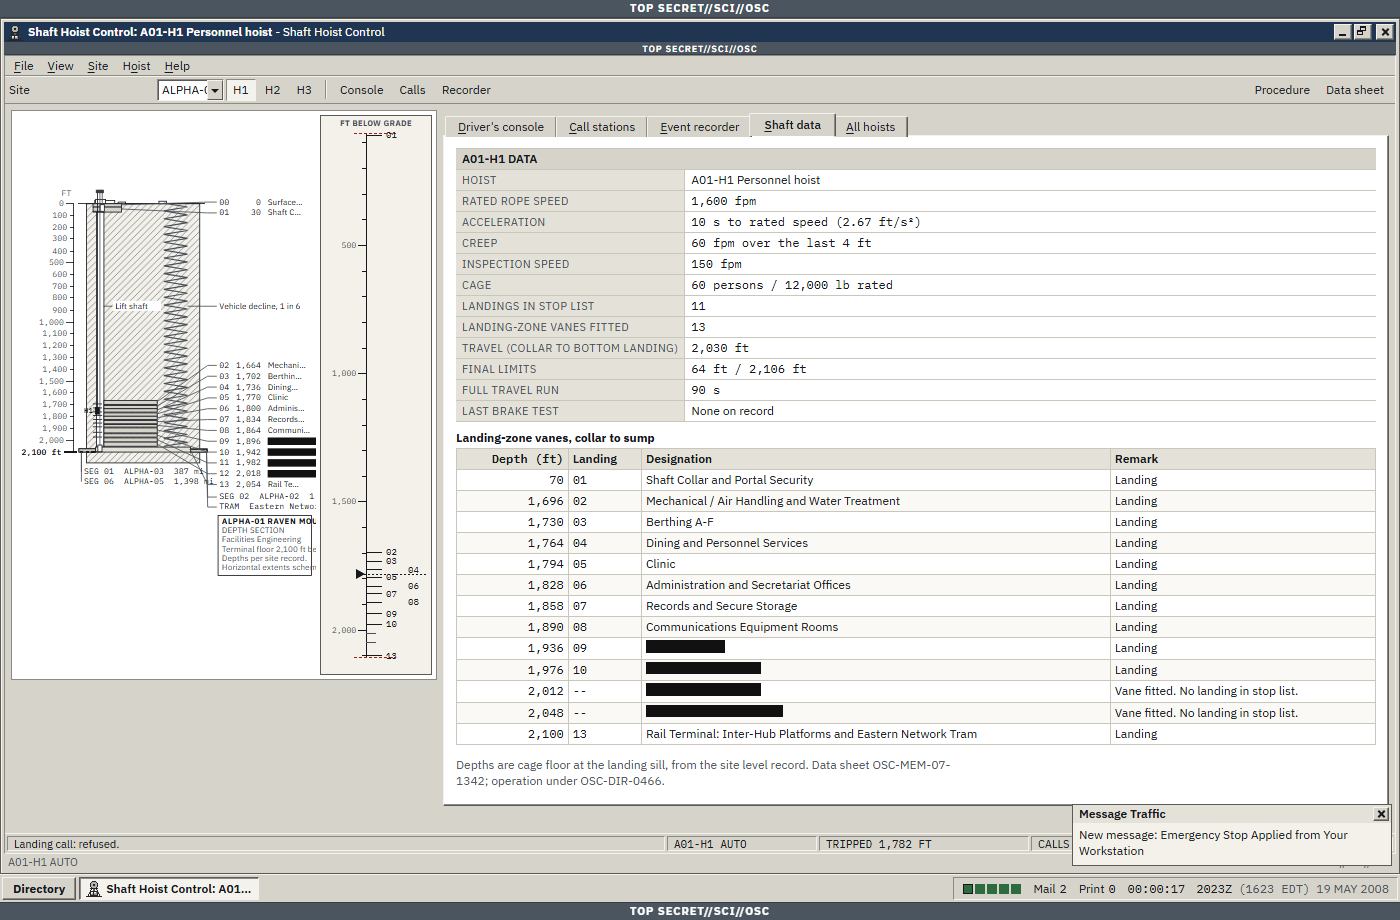 TOP SECRET//SCI//OSC
Shaft Hoist Control: A01-H1 Personnel hoist - Shaft Hoist Control
TOP SECRET//SCI//OSC
File View Site Hoist Help
Site ALPHA-0 H1 H2 H3 Console Calls Recorder Procedure Data sheet
FT
0
100
200
300
400
500
600
700
800
900
1,000
1,100
1,200
1,300
1,400
1,500
1,600
1,700
1,800
1,900
2,000
2,100 ft
H1
Lift shaft
00 0 Surface...
01 30 Shaft C...
Vehicle decline, 1 in 6
02 1,664 Mechani...
03 1,702 Berthin...
04 1,736 Dining...
05 1,770 Clinic
06 1,800 Adminis...
07 1,834 Records...
08 1,864 Communi...
09 1,896
10 1,942
11 1,982
12 2,018
13 2,054 Rail Te...
SEG 01 ALPHA-03 387 mi
SEG 06 ALPHA-05 1,398 mi
SEG 02 ALPHA-02 1
TRAM Eastern Netwo
ALPHA-01 RAVEN MOU
DEPTH SECTION
Facilities Engineering
Terminal floor 2,100 ft be
Depths per site record.
Horizontal extents schem
FT BELOW GRADE
01
500
1,000
1,500
02
03
04
05
06
07
08
09
10
2,000
13
Driver's console Call stations Event recorder Shaft data All hoists
A01-H1 DATA
HOIST A01-H1 Personnel hoist
RATED ROPE SPEED 1,600 fpm
ACCELERATION 10 s to rated speed (2.67 ft/s²)
CREEP 60 fpm over the last 4 ft
INSPECTION SPEED 150 fpm
CAGE 60 persons / 12,000 lb rated
LANDINGS IN STOP LIST 11
LANDING-ZONE VANES FITTED 13
TRAVEL (COLLAR TO BOTTOM LANDING) 2,030 ft
FINAL LIMITS 64 ft / 2,106 ft
FULL TRAVEL RUN 90 s
LAST BRAKE TEST None on record
Landing-zone vanes, collar to sump
Depth (ft) Landing Designation Remark
70 01 Shaft Collar and Portal Security Landing
1,696 02 Mechanical / Air Handling and Water Treatment Landing
1,730 03 Berthing A-F Landing
1,764 04 Dining and Personnel Services Landing
1,794 05 Clinic Landing
1,828 06 Administration and Secretariat Offices Landing
1,858 07 Records and Secure Storage Landing
1,890 08 Communications Equipment Rooms Landing
1,936 09 Landing
1,976 10 Landing
2,012 -- Vane fitted. No landing in stop list.
2,048 -- Vane fitted. No landing in stop list.
2,100 13 Rail Terminal: Inter-Hub Platforms and Eastern Network Tram Landing
Depths are cage floor at the landing sill, from the site level record. Data sheet OSC-MEM-07-
1342; operation under OSC-DIR-0466.
Message Traffic
New message: Emergency Stop Applied from Your
Workstation
Landing call: refused. A01-H1 AUTO TRIPPED 1,782 FT CALLS
A01-H1 AUTO
Directory Shaft Hoist Control: A01... Mail 2 Print 0 00:00:17 2023Z (1623 EDT) 19 MAY 2008
TOP SECRET//SCI//OSC